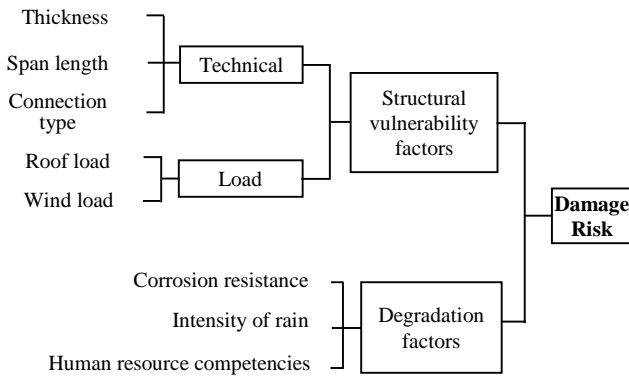 Thickness
Span length
Connection
type
Technical
Roof load
Wind load
Load
Structural
vulnerability
factors
Corrosion resistance
Intensity of rain
Human resource competencies
Degradation
factors
Damage
Risk